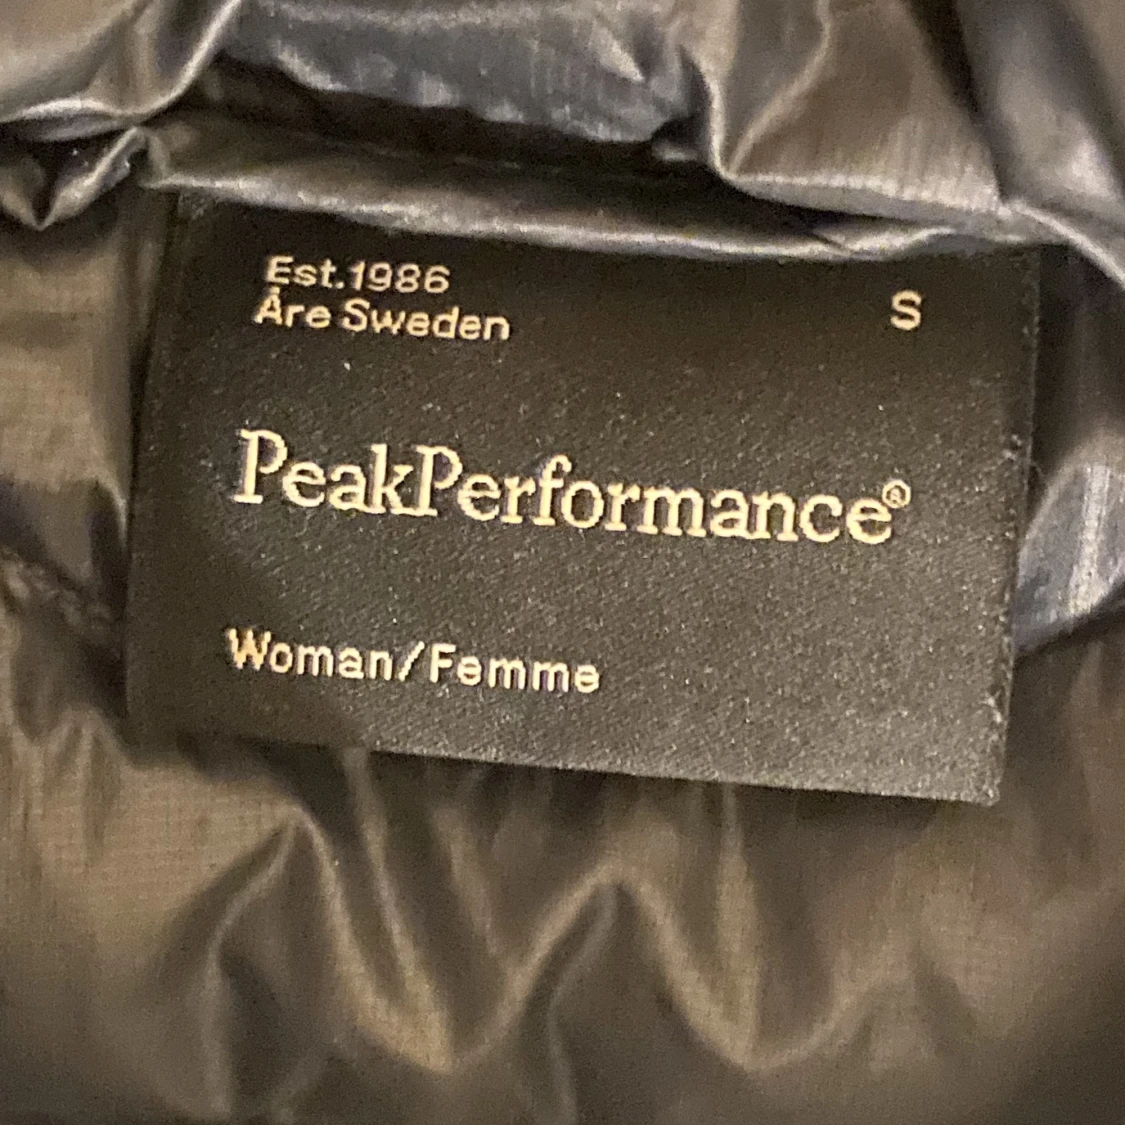 Est.1986
Åre Sweden
S
PeakPerformance®
Woman/Femme